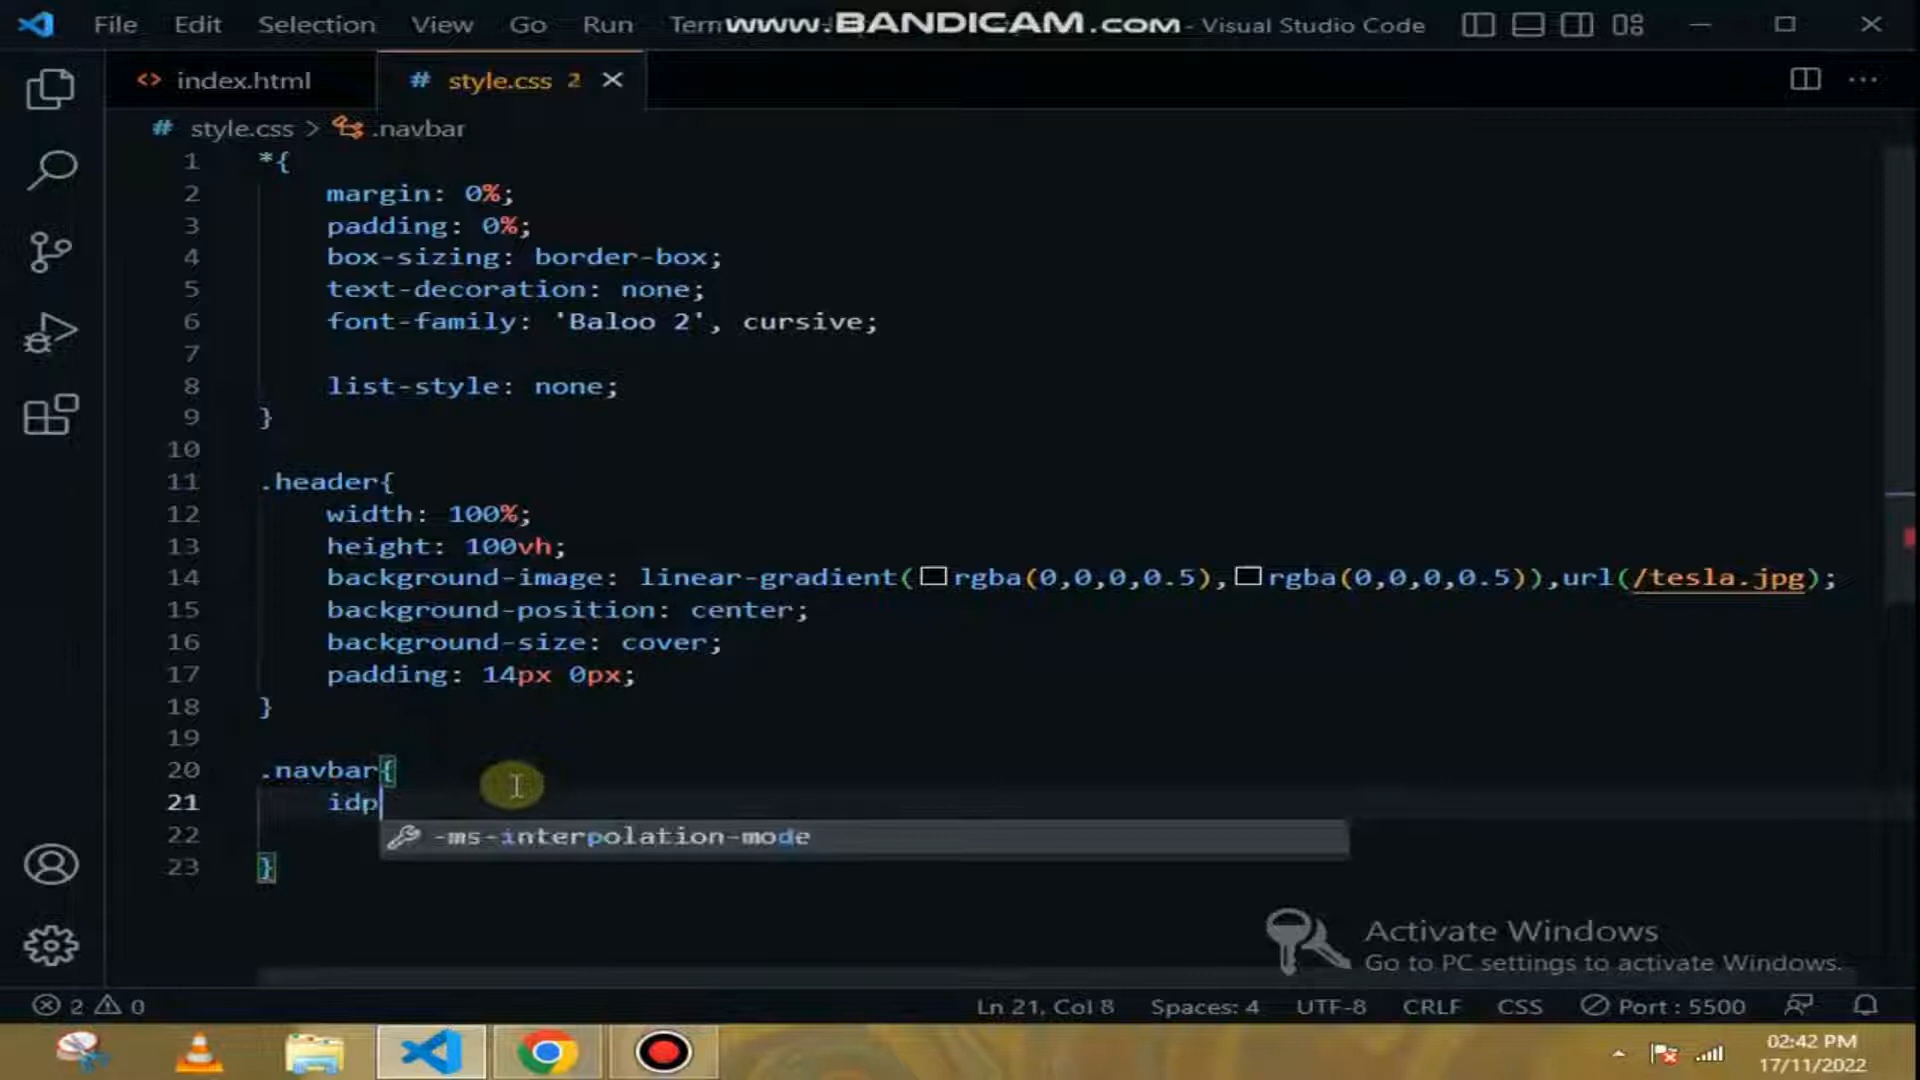 File Edit Selection View Go Run Tern www.BANDICAM.com - Visual Studio Code
<> index.html # style.css 2
# style.css > .navbar
1 *{
2 margin: 0%;
3 padding: 0%;
4 box-sizing: border-box;
5 text-decoration: none;
6 font-family: 'Baloo 2', cursive;
7
8 list-style: none;
9 }
10
11 .header{
12 width: 100%;
13 height: 100vh;
14 background-image: linear-gradient(rgba(0,0,0,0.5),rgba(0,0,0,0.5)),url(/tesla.jpg);
15 background-position: center;
16 background-size: cover;
17 padding: 14px 0px;
18 }
19
20 .navbar{
21 idp
22 -ms-interpolation-mode
23 }
Activate Windows
Go to PC settings to activate Windows.
2 0 Ln 21, Col 8 Spaces: 4 UTF-8 CRLF CSS Port : 5500
02:42 PM
17/11/2022